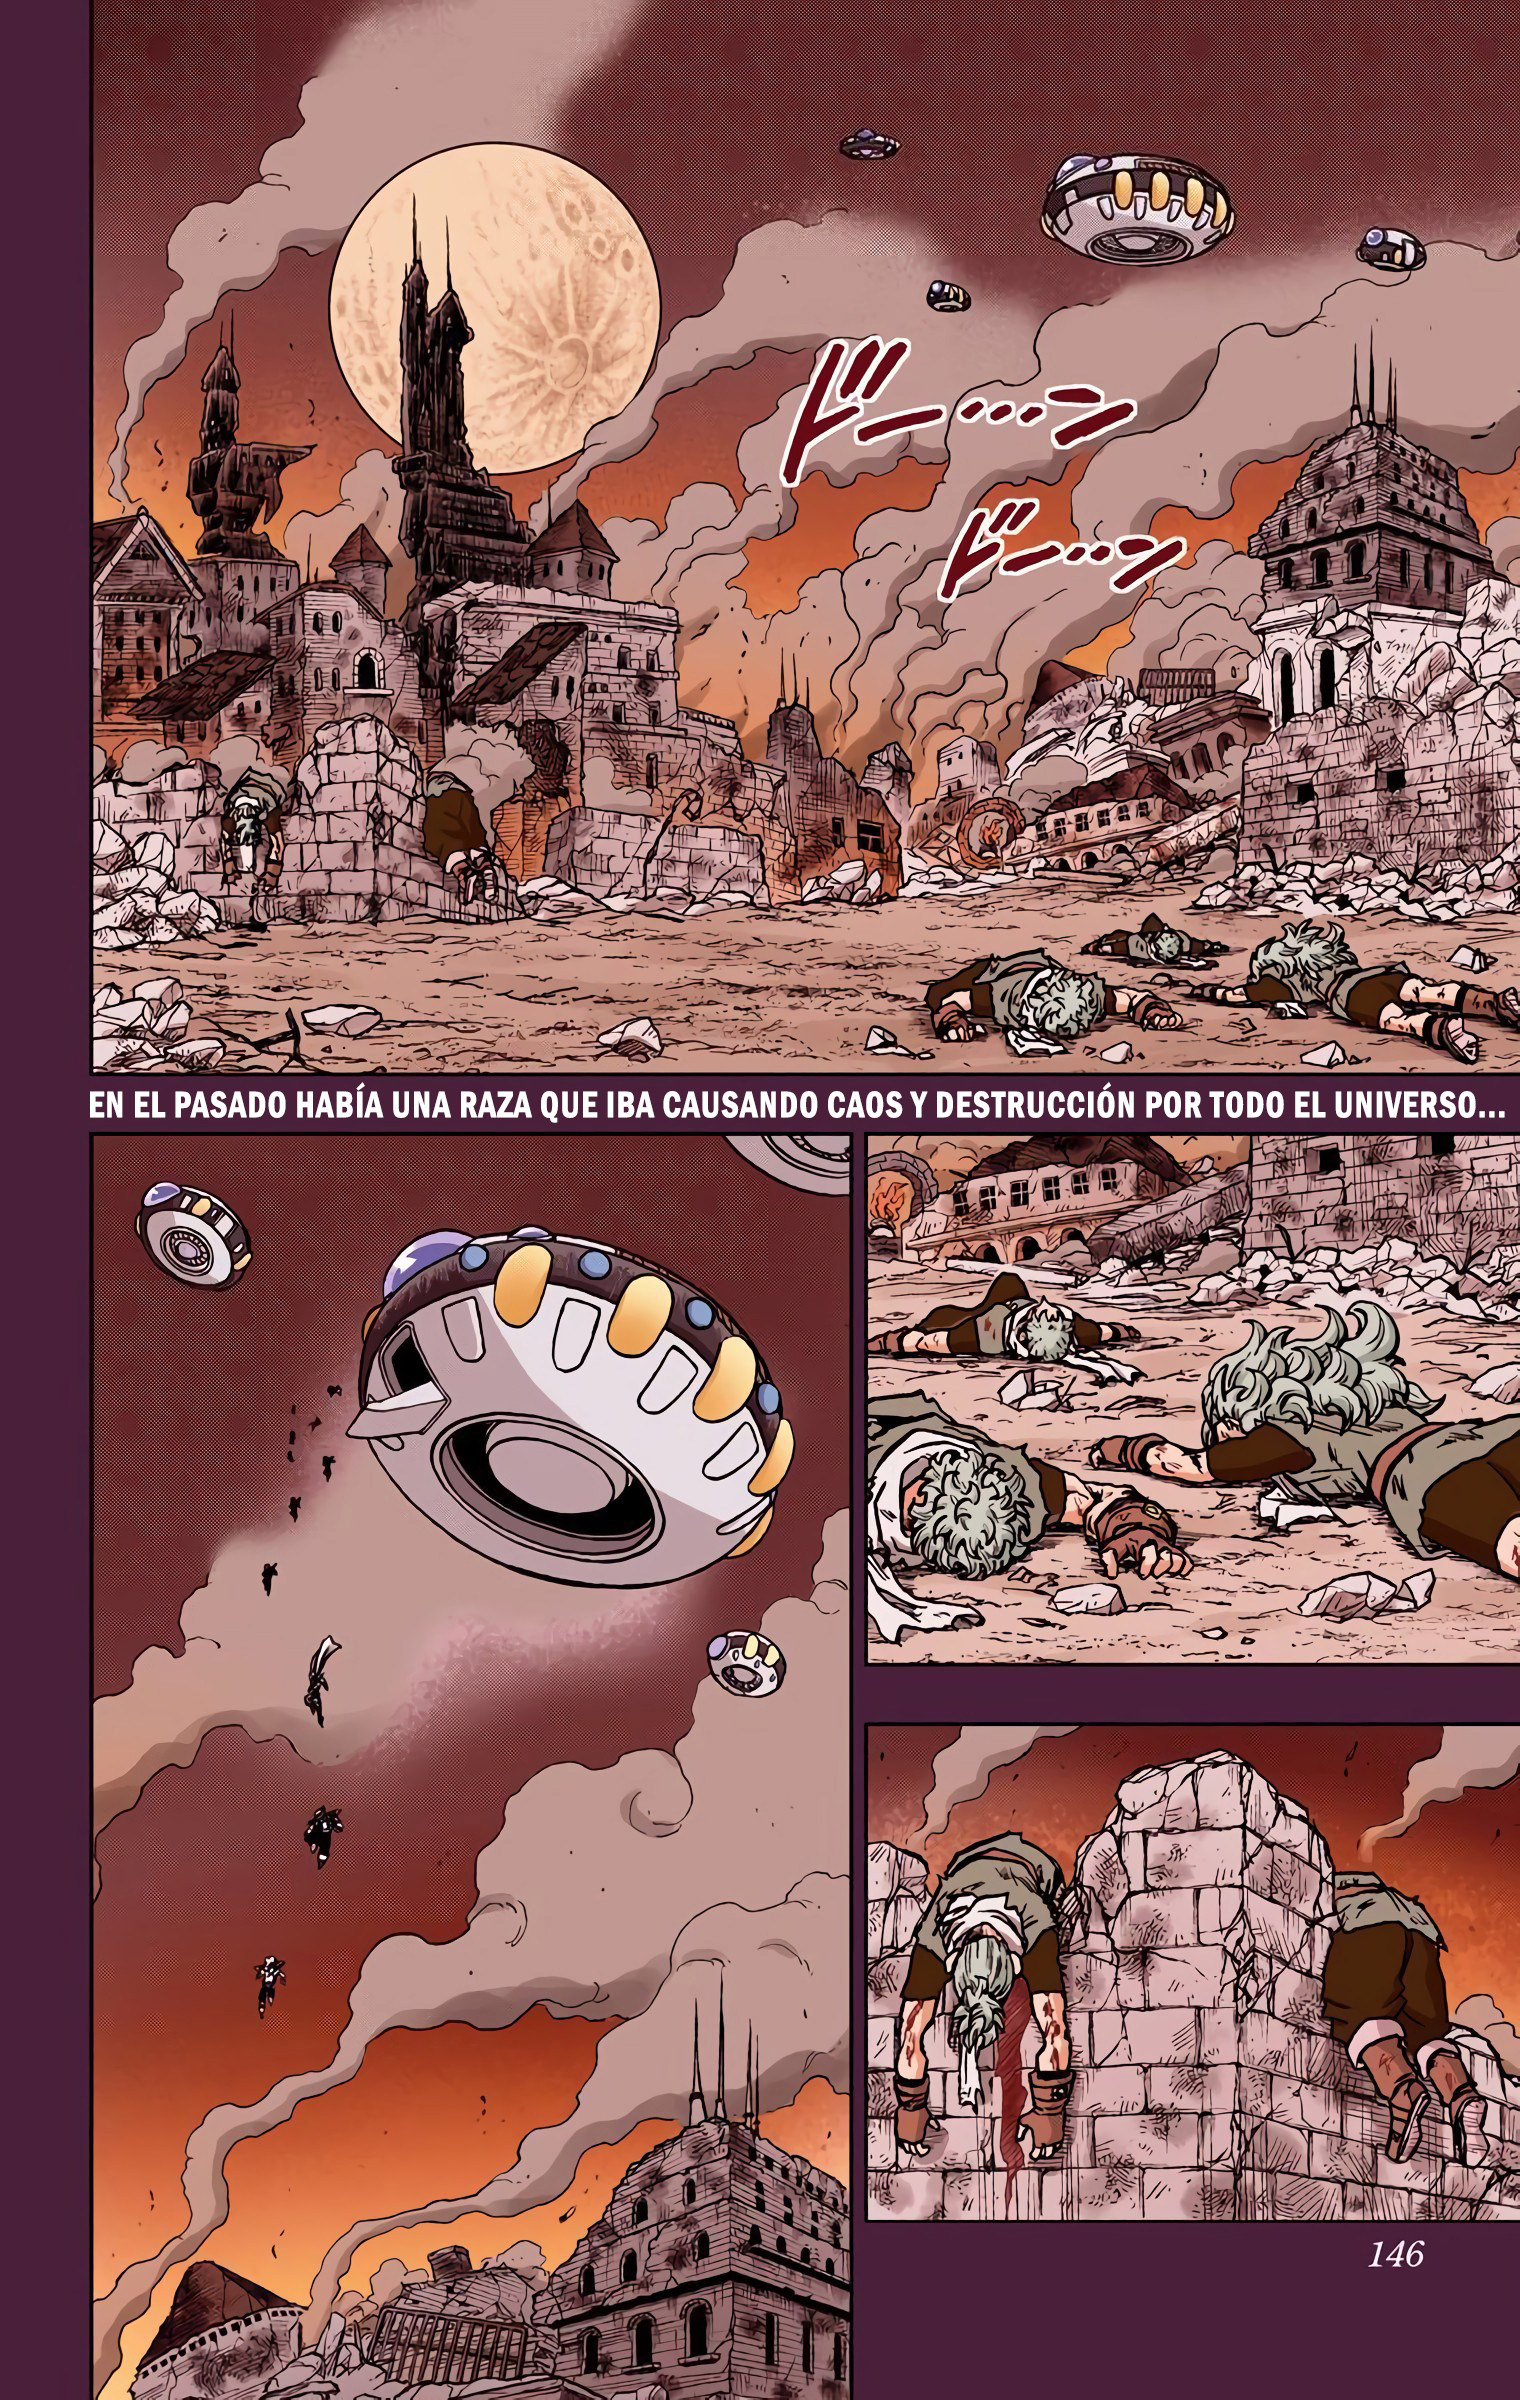 ドーン
ドーン
EN EL PASADO HABÍA UNA RAZA QUE IBA CAUSANDO CAOS Y DESTRUCCIÓN POR TODO EL UNIVERSO...
146